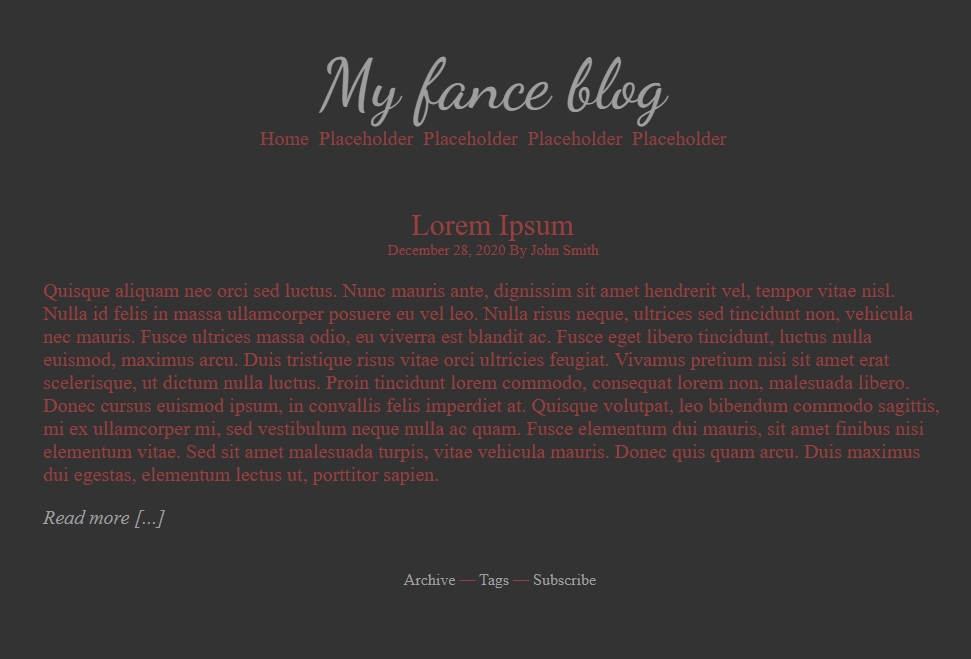 My fance blog
Home Placeholder Placeholder Placeholder Placeholder
Lorem Ipsum
December 28, 2020 By John Smith
Quisque aliquam nec orci sed luctus. Nunc mauris ante, dignissim sit amet hendrerit vel, tempor vitae nisl.
Nulla id felis in massa ullamcorper posuere eu vel leo. Nulla risus neque, ultrices sed tincidunt non, vehicula
nec mauris. Fusce ultrices massa odio, eu viverra est blandit ac. Fusce eget libero tincidunt, luctus nulla
euismod, maximus arcu. Duis tristique risus vitae orci ultricies feugiat. Vivamus pretium nisi sit amet erat
scelerisque, ut dictum nulla luctus. Proin tincidunt lorem commodo, consequat lorem non, malesuada libero.
Donec cursus euismod ipsum, in convallis felis imperdiet at. Quisque volutpat, leo bibendum commodo sagittis,
mi ex ullamcorper mi, sed vestibulum neque nulla ac quam. Fusce elementum dui mauris, sit amet finibus nisi
elementum vitae. Sed sit amet malesuada turpis, vitae vehicula mauris. Donec quis quam arcu. Duis maximus
dui egestas, elementum lectus ut, porttitor sapien.
Read more [...]
Archive — Tags — Subscribe